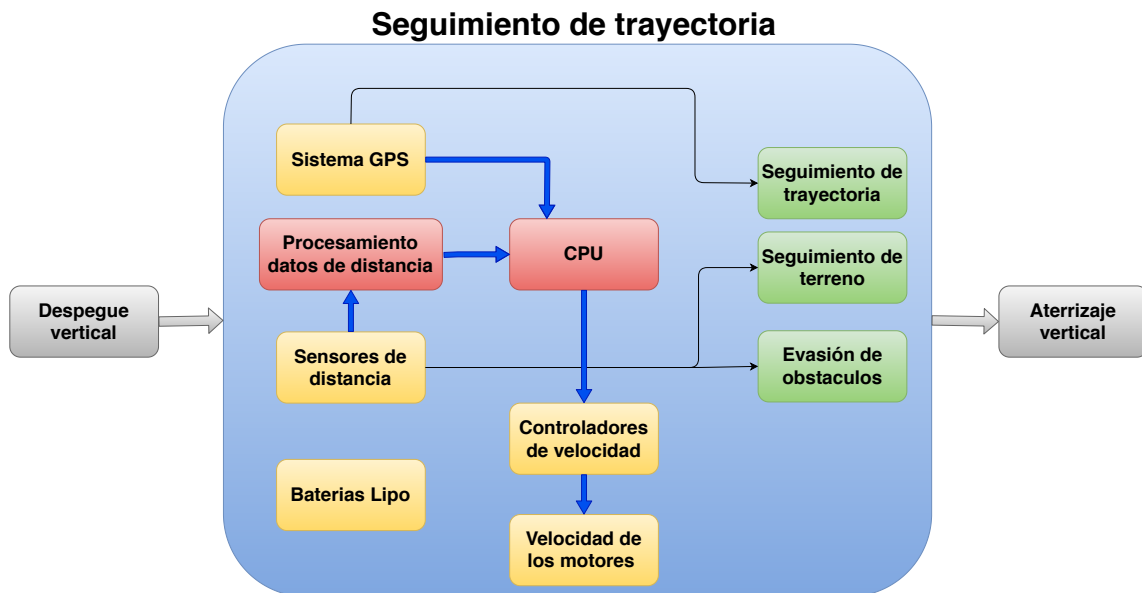 Seguimiento de trayectoria
Sistema GPS
Seguimiento de
trayectoria
Procesamiento
datos de distancia
CPU
Seguimiento de
terreno
Despegue
vertical
Aterrizaje
vertical
Sensores de
distancia
Evasión de
obstaculos
Controladores
de velocidad
Baterias Lipo
Velocidad de
los motores